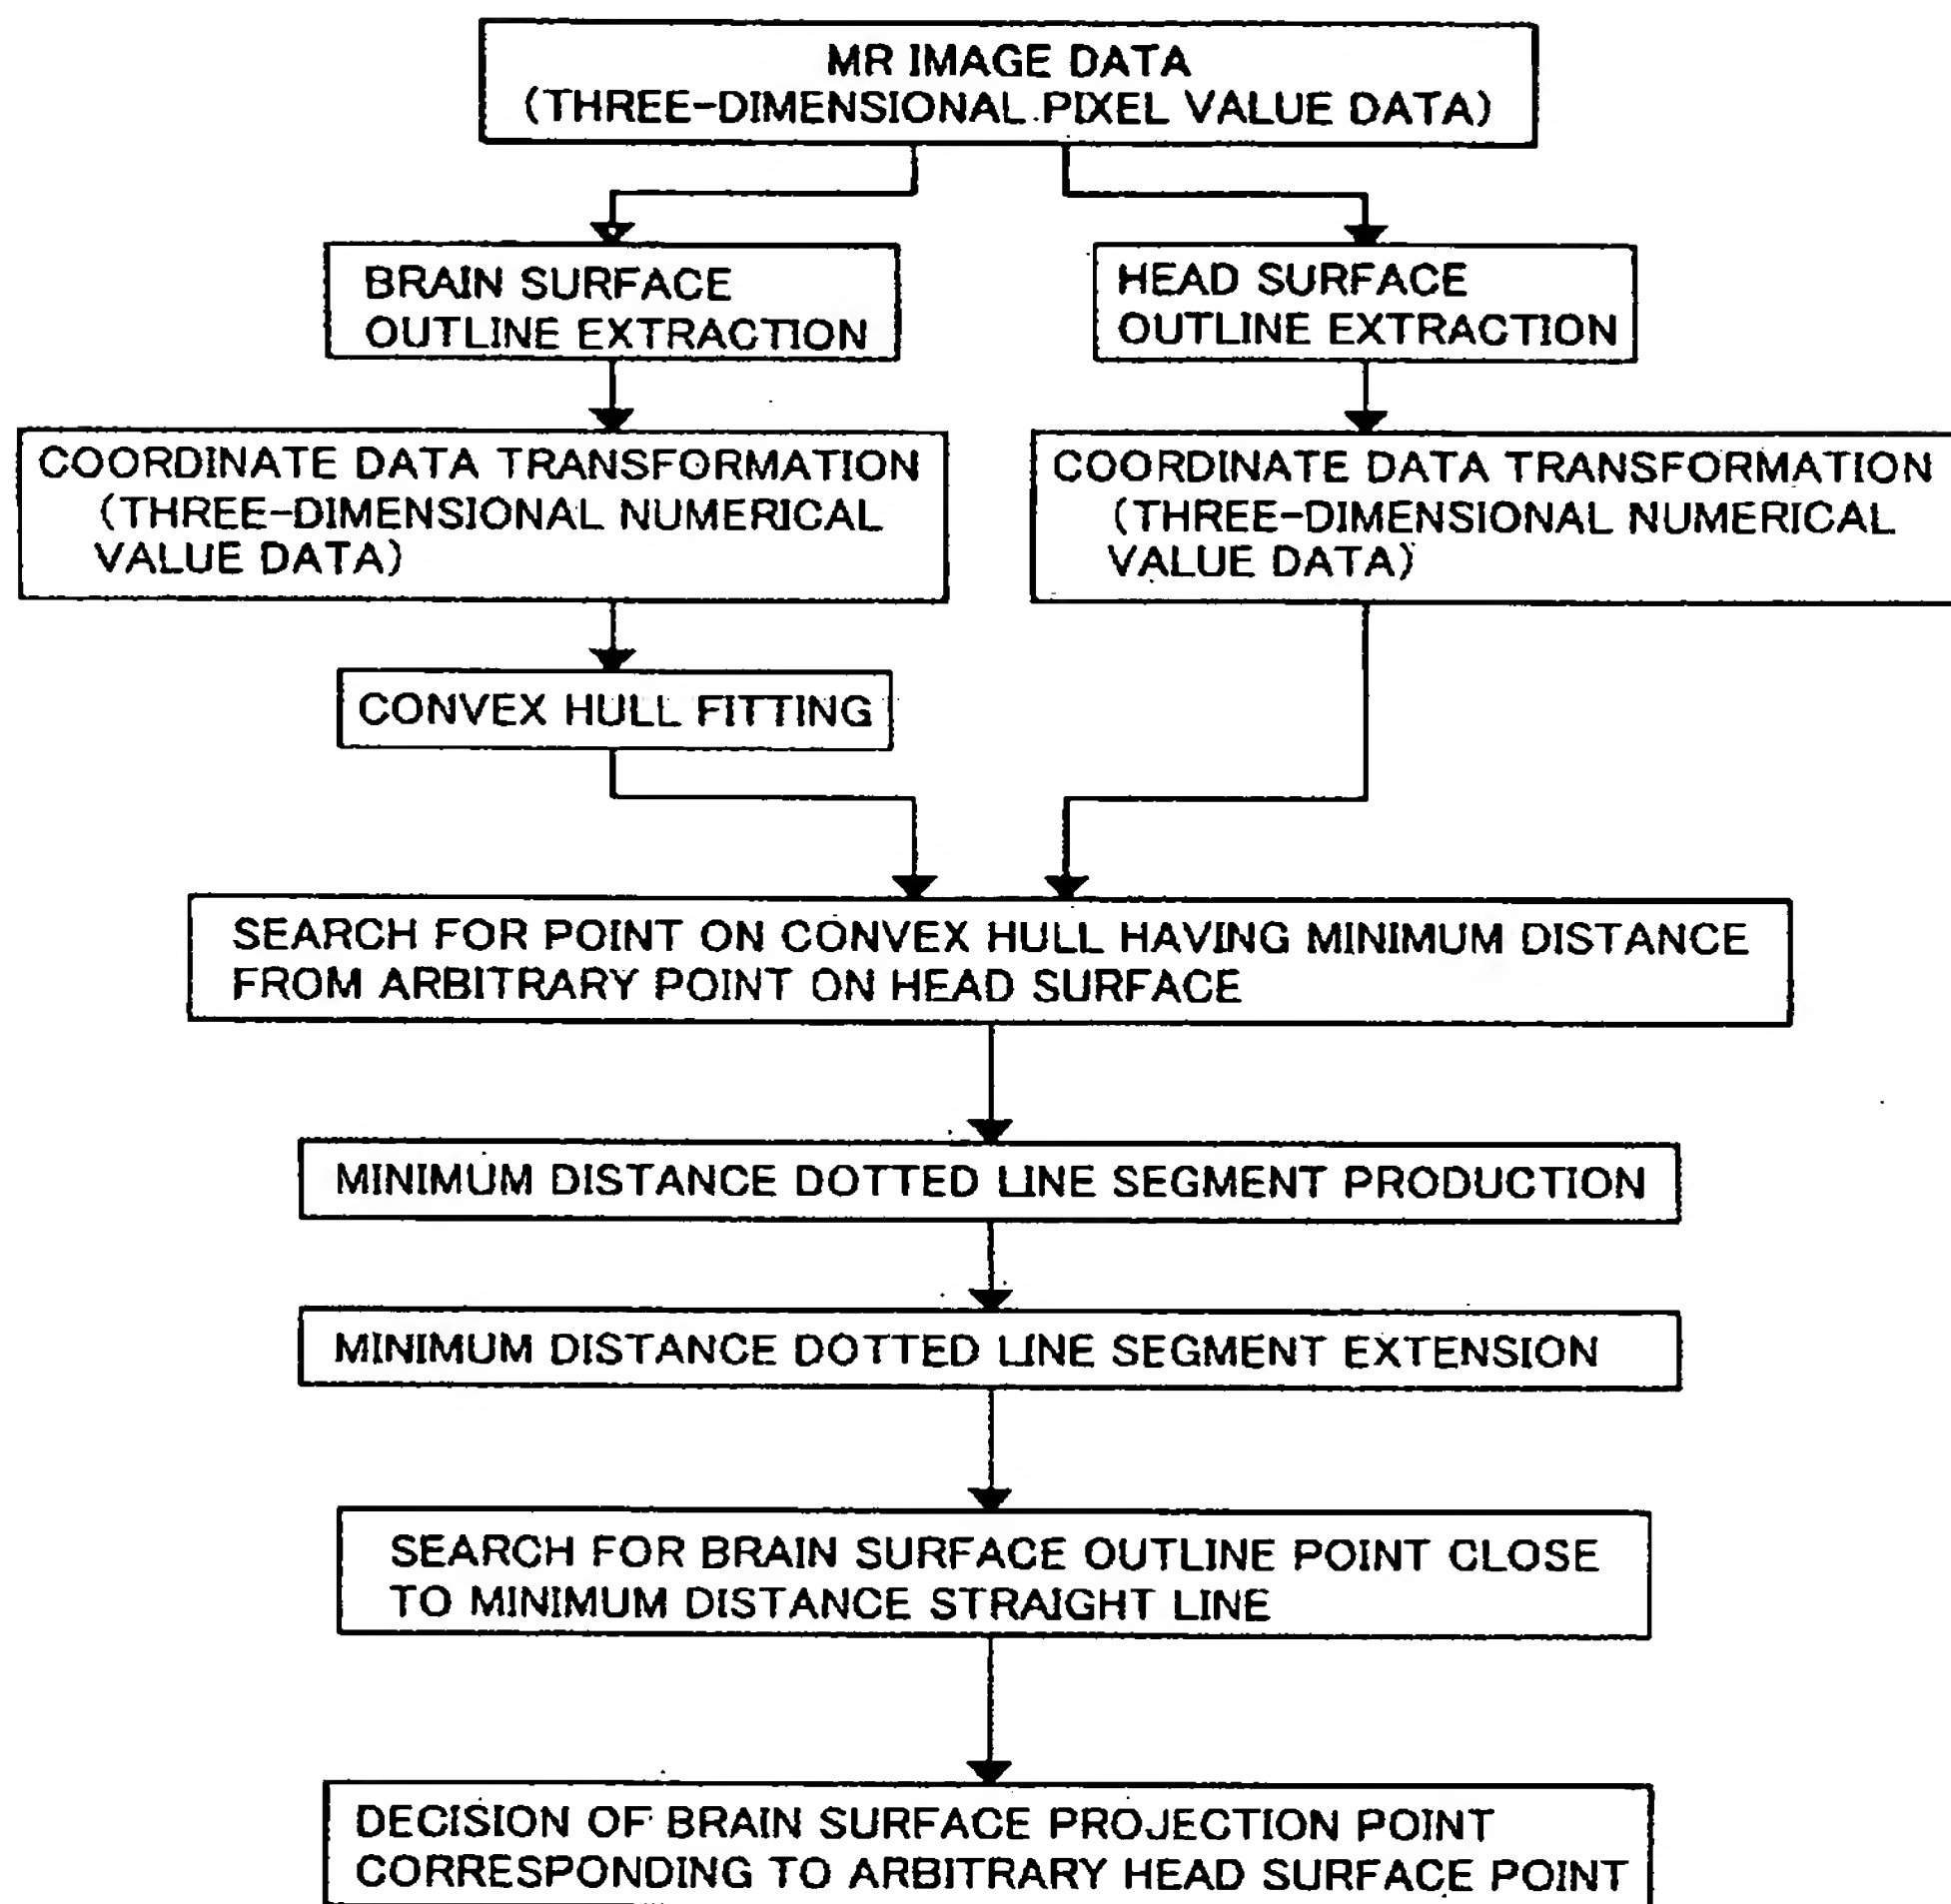 MR IMAGE DATA
(THREE-DIMENSIONAL PIXEL VALUE DATA)
BRAIN SURFACE
OUTLINE EXTRACTION
HEAD SURFACE
OUTLINE EXTRACTION
COORDINATE DATA TRANSFORMATION
(THREE-DIMENSIONAL NUMERICAL
VALUE DATA)
COORDINATE DATA TRANSFORMATION
(THREE-DIMENSIONAL NUMERICAL
VALUE DATA)
CONVEX HULL FITTING
SEARCH FOR POINT ON CONVEX HULL HAVING MINIMUM DISTANCE
FROM ARBITRARY POINT ON HEAD SURFACE
MINIMUM DISTANCE DOTTED LINE SEGMENT PRODUCTION
MINIMUM DISTANCE DOTTED LINE SEGMENT EXTENSION
SEARCH FOR BRAIN SURFACE OUTLINE POINT CLOSE
TO MINIMUM DISTANCE STRAIGHT LINE
DECISION OF BRAIN SURFACE PROJECTION POINT
CORRESPONDING TO ARBITRARY HEAD SURFACE POINT